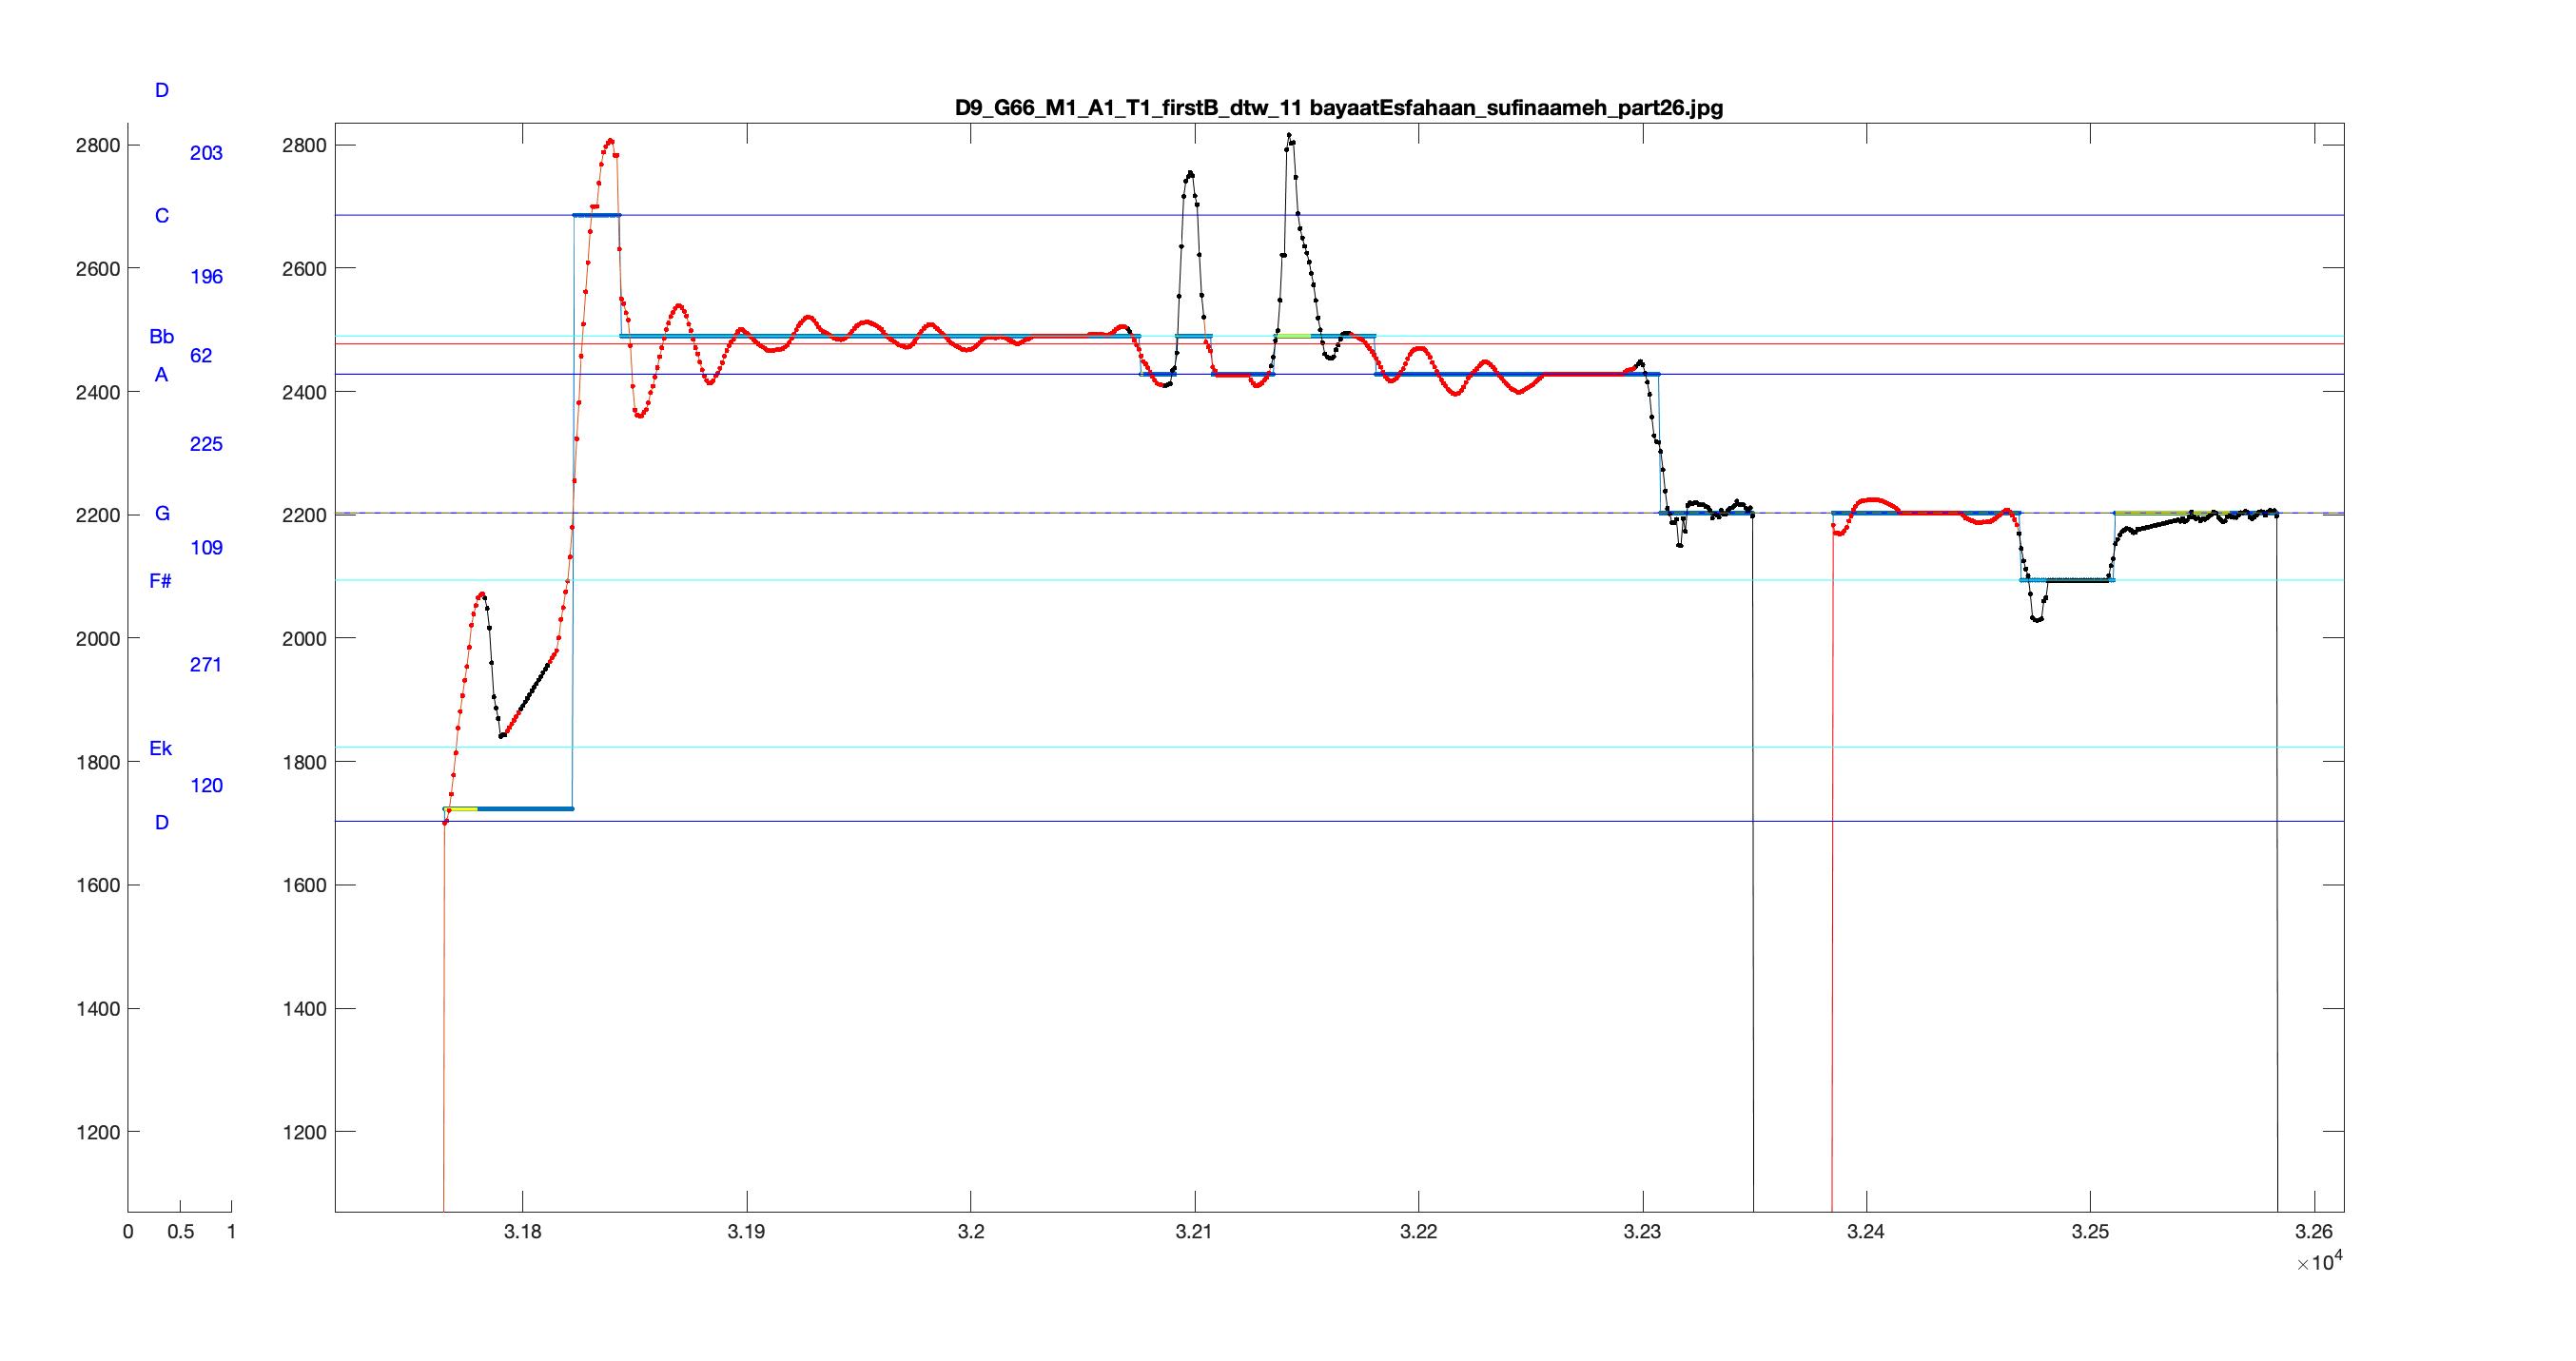 D9_G66_M1_A1_T1_firstB_dtw_11 bayaatEsfahaan_sufinaameh_part26.jpg
D
2800 203 2800
C
2600 196 2600
Bb
62
A
2400 2400
225
2200 G 2200
109
F#
2000 2000
271
Ek
1800 1800
120
D
1600 1600
1400 1400
1200 1200
0 0.5 1 3.18 3.19 3.2 3.21 3.22 3.23 3.24 3.25 3.26
×10^4